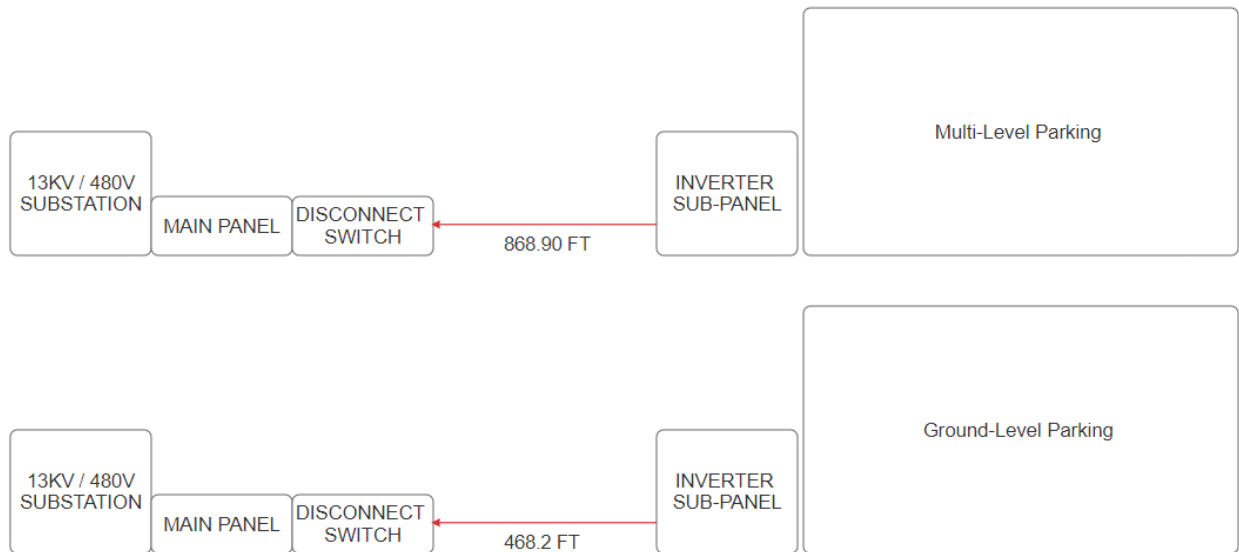 Multi-Level Parking
13KV / 480V
SUBSTATION
INVERTER
SUB-PANEL
MAIN PANEL
DISCONNECT
SWITCH
868.90 FT
Ground-Level Parking
13KV / 480V
SUBSTATION
INVERTER
SUB-PANEL
MAIN PANEL
DISCONNECT
SWITCH
468.2 FT